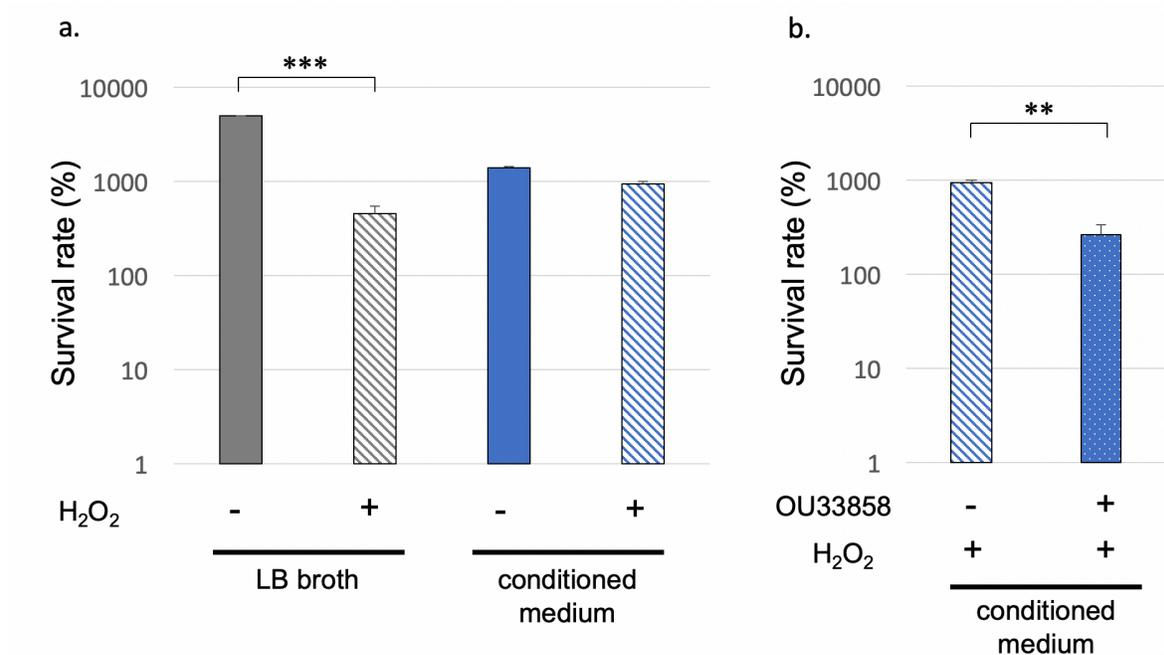 a.
***
10000
1000
100
10
1
Survival rate (%)
H₂O₂
- + - +
LB broth
conditioned
medium
b.
**
10000
1000
100
10
1
Survival rate (%)
OU33858
- +
H₂O₂
+ +
conditioned
medium